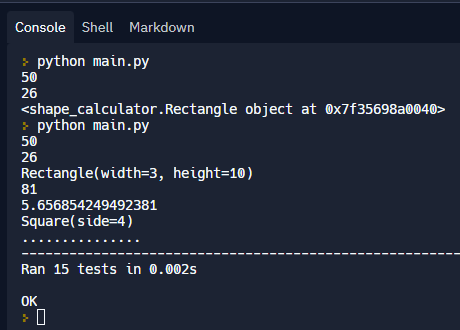 Console Shell Markdown
> python main.py
50
26
<shape_calculator.Rectangle object at 0x7f35698a0040>
> python main.py
50
26
Rectangle(width=3, height=10)
81
5.656854249492381
Square(side=4)
...............
-------------------------------------------------------
Ran 15 tests in 0.002s
OK
>